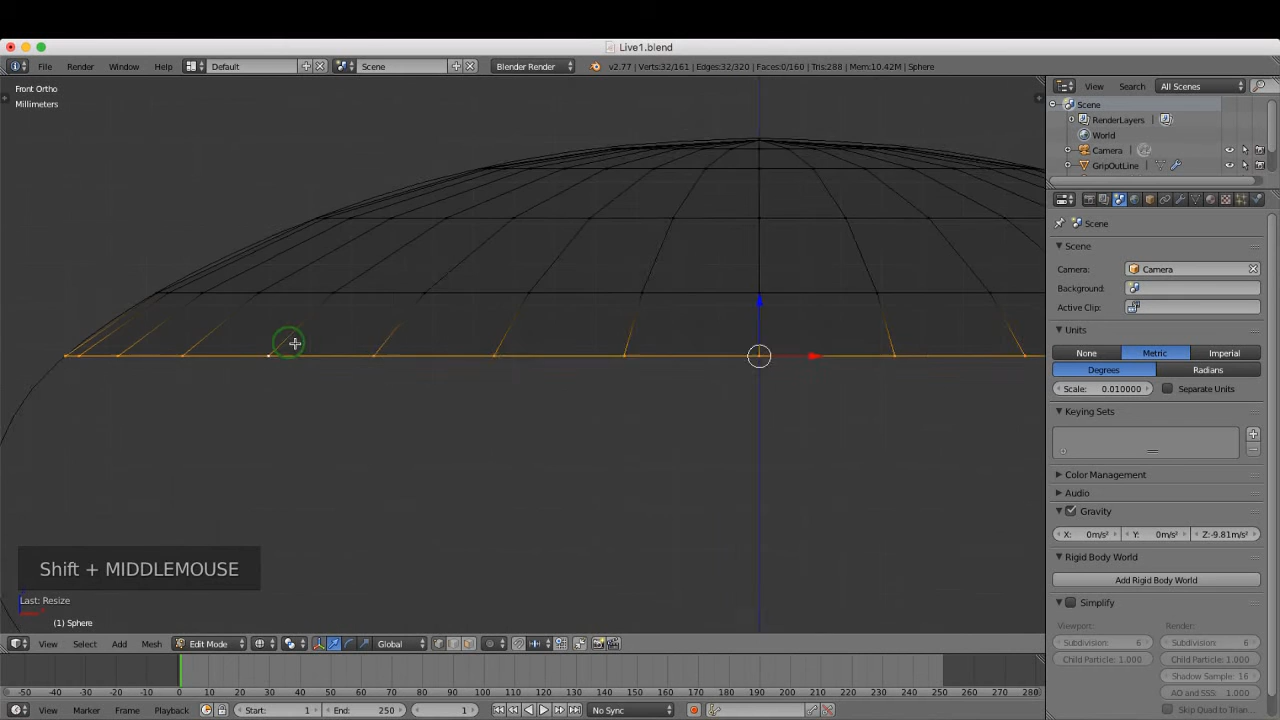 Live1.blend
File Render Window Help Default Scene Blender Render v2.77 | Verts:32/161 | Edges:32/320 | Faces:0/160 | Tris:288 | Mem:10.42M | Sphere
Front Ortho
Millimeters
View Search All Scenes
Scene
RenderLayers
World
Camera
GripOutLine
Scene
Scene
Camera: Camera
Background:
Active Clip:
Units
None Metric Imperial
Degrees Radians
Scale: 0.010000 Separate Units
Keying Sets
Color Management
Audio
Gravity
X: 0m/s² Y: 0m/s² Z:-9.81m/s²
Rigid Body World
Add Rigid Body World
Simplify
Viewport: Render:
Subdivision: 6 Subdivision: 6
Child Particle: 1.000 Child Particle: 1.000
Shadow Sample: 16
AO and SSS: 1.000
Skip Quad to Trian...
Shift + MIDDLEMOUSE
Last: Resize
(1) Sphere
View Select Add Mesh Edit Mode Global
-50 -40 -30 -20 -10 0 10 20 30 40 50 60 70 80 90 100 110 120 130 140 150 160 170 180 190 200 210 220 230 240 250 260 270 280
View Marker Frame Playback Start: 1 End: 250 1 No Sync